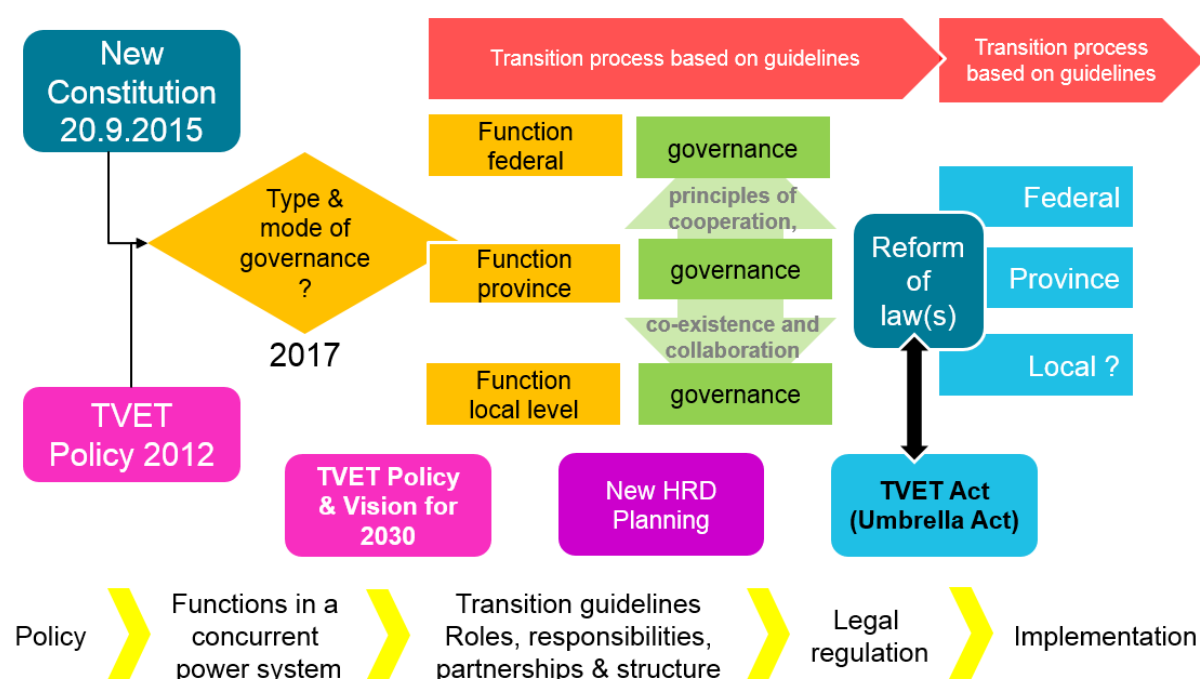 New
Constitution
20.9.2015
Transition process based on guidelines
Transition process
based on guidelines
Function
federal
governance
principles of
cooperation,
Type &
mode of
governance
?
2017
Function
province
governance
co-existence and
collaboration
Function
local level
governance
Reform
of
law(s)
Federal
Province
Local ?
TVET
Policy 2012
TVET Policy
& Vision for
2030
New HRD
Planning
TVET Act
(Umbrella Act)
Policy
Functions in a
concurrent
power system
Transition guidelines
Roles, responsibilities,
partnerships & structure
Legal
regulation
Implementation